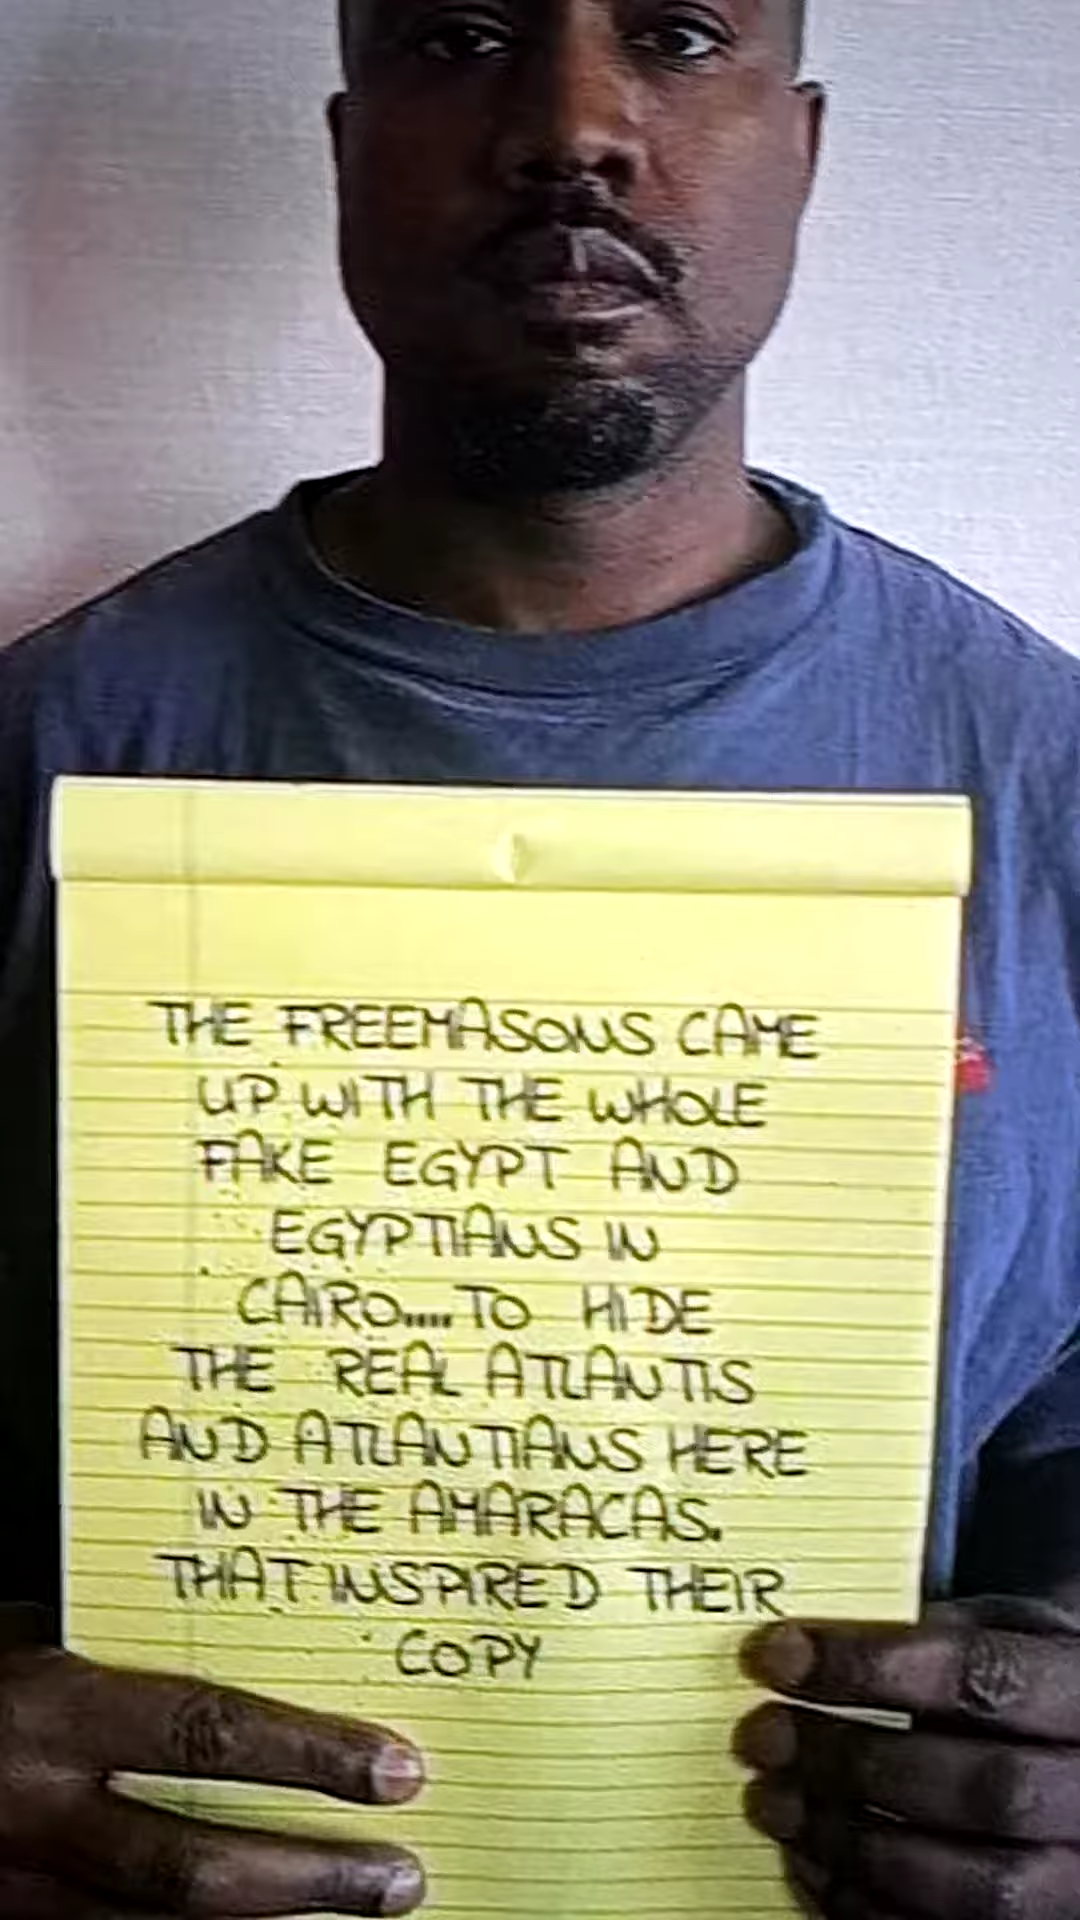 THE FREEMASONS CAME
UP WITH THE WHOLE
FAKE EGYPT AND
EGYPTIANS IN
CAIRO.... TO HIDE
THE REAL ATLANTIS
AND ATLANTIANS HERE
IN THE AMARACAS.
THAT INSPIRED THEIR
COPY